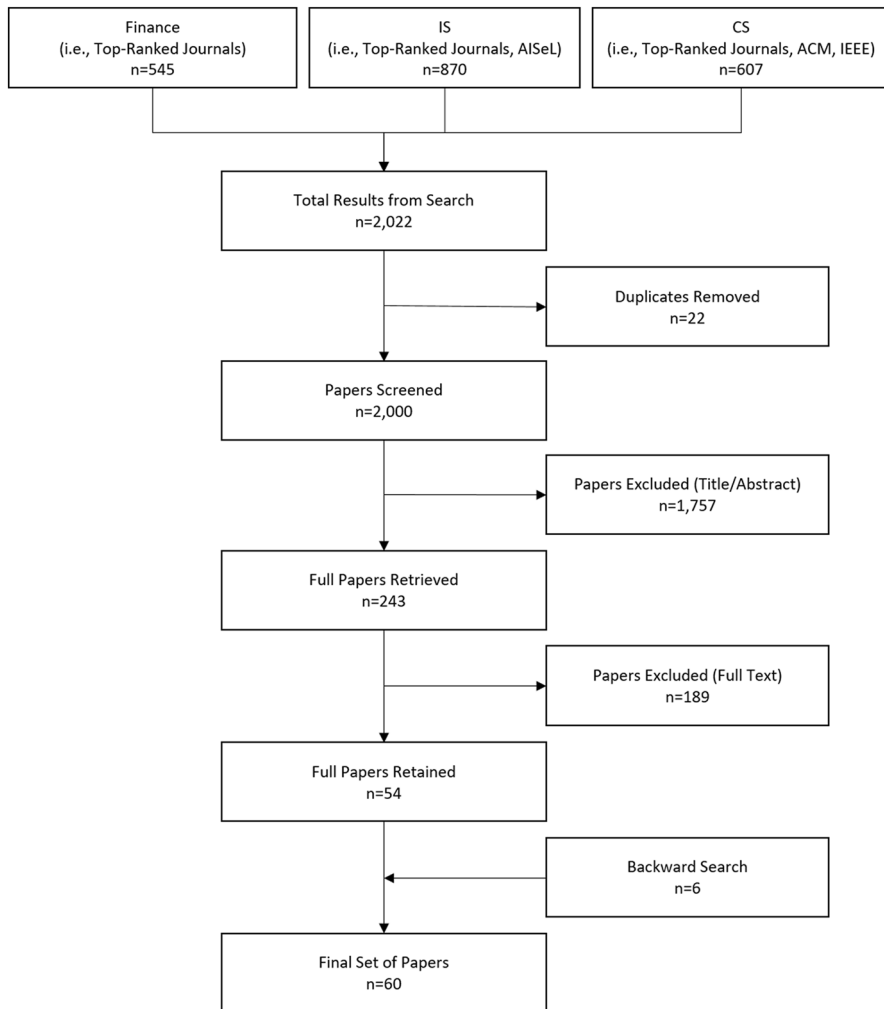 Finance
(i.e., Top-Ranked Journals)
n=545
IS
(i.e., Top-Ranked Journals, AISeL)
n=870
CS
(i.e., Top-Ranked Journals, ACM, IEEE)
n=607
Total Results from Search
n=2,022
Duplicates Removed
n=22
Papers Screened
n=2,000
Papers Excluded (Title/Abstract)
n=1,757
Full Papers Retrieved
n=243
Papers Excluded (Full Text)
n=189
Full Papers Retained
n=54
Backward Search
n=6
Final Set of Papers
n=60